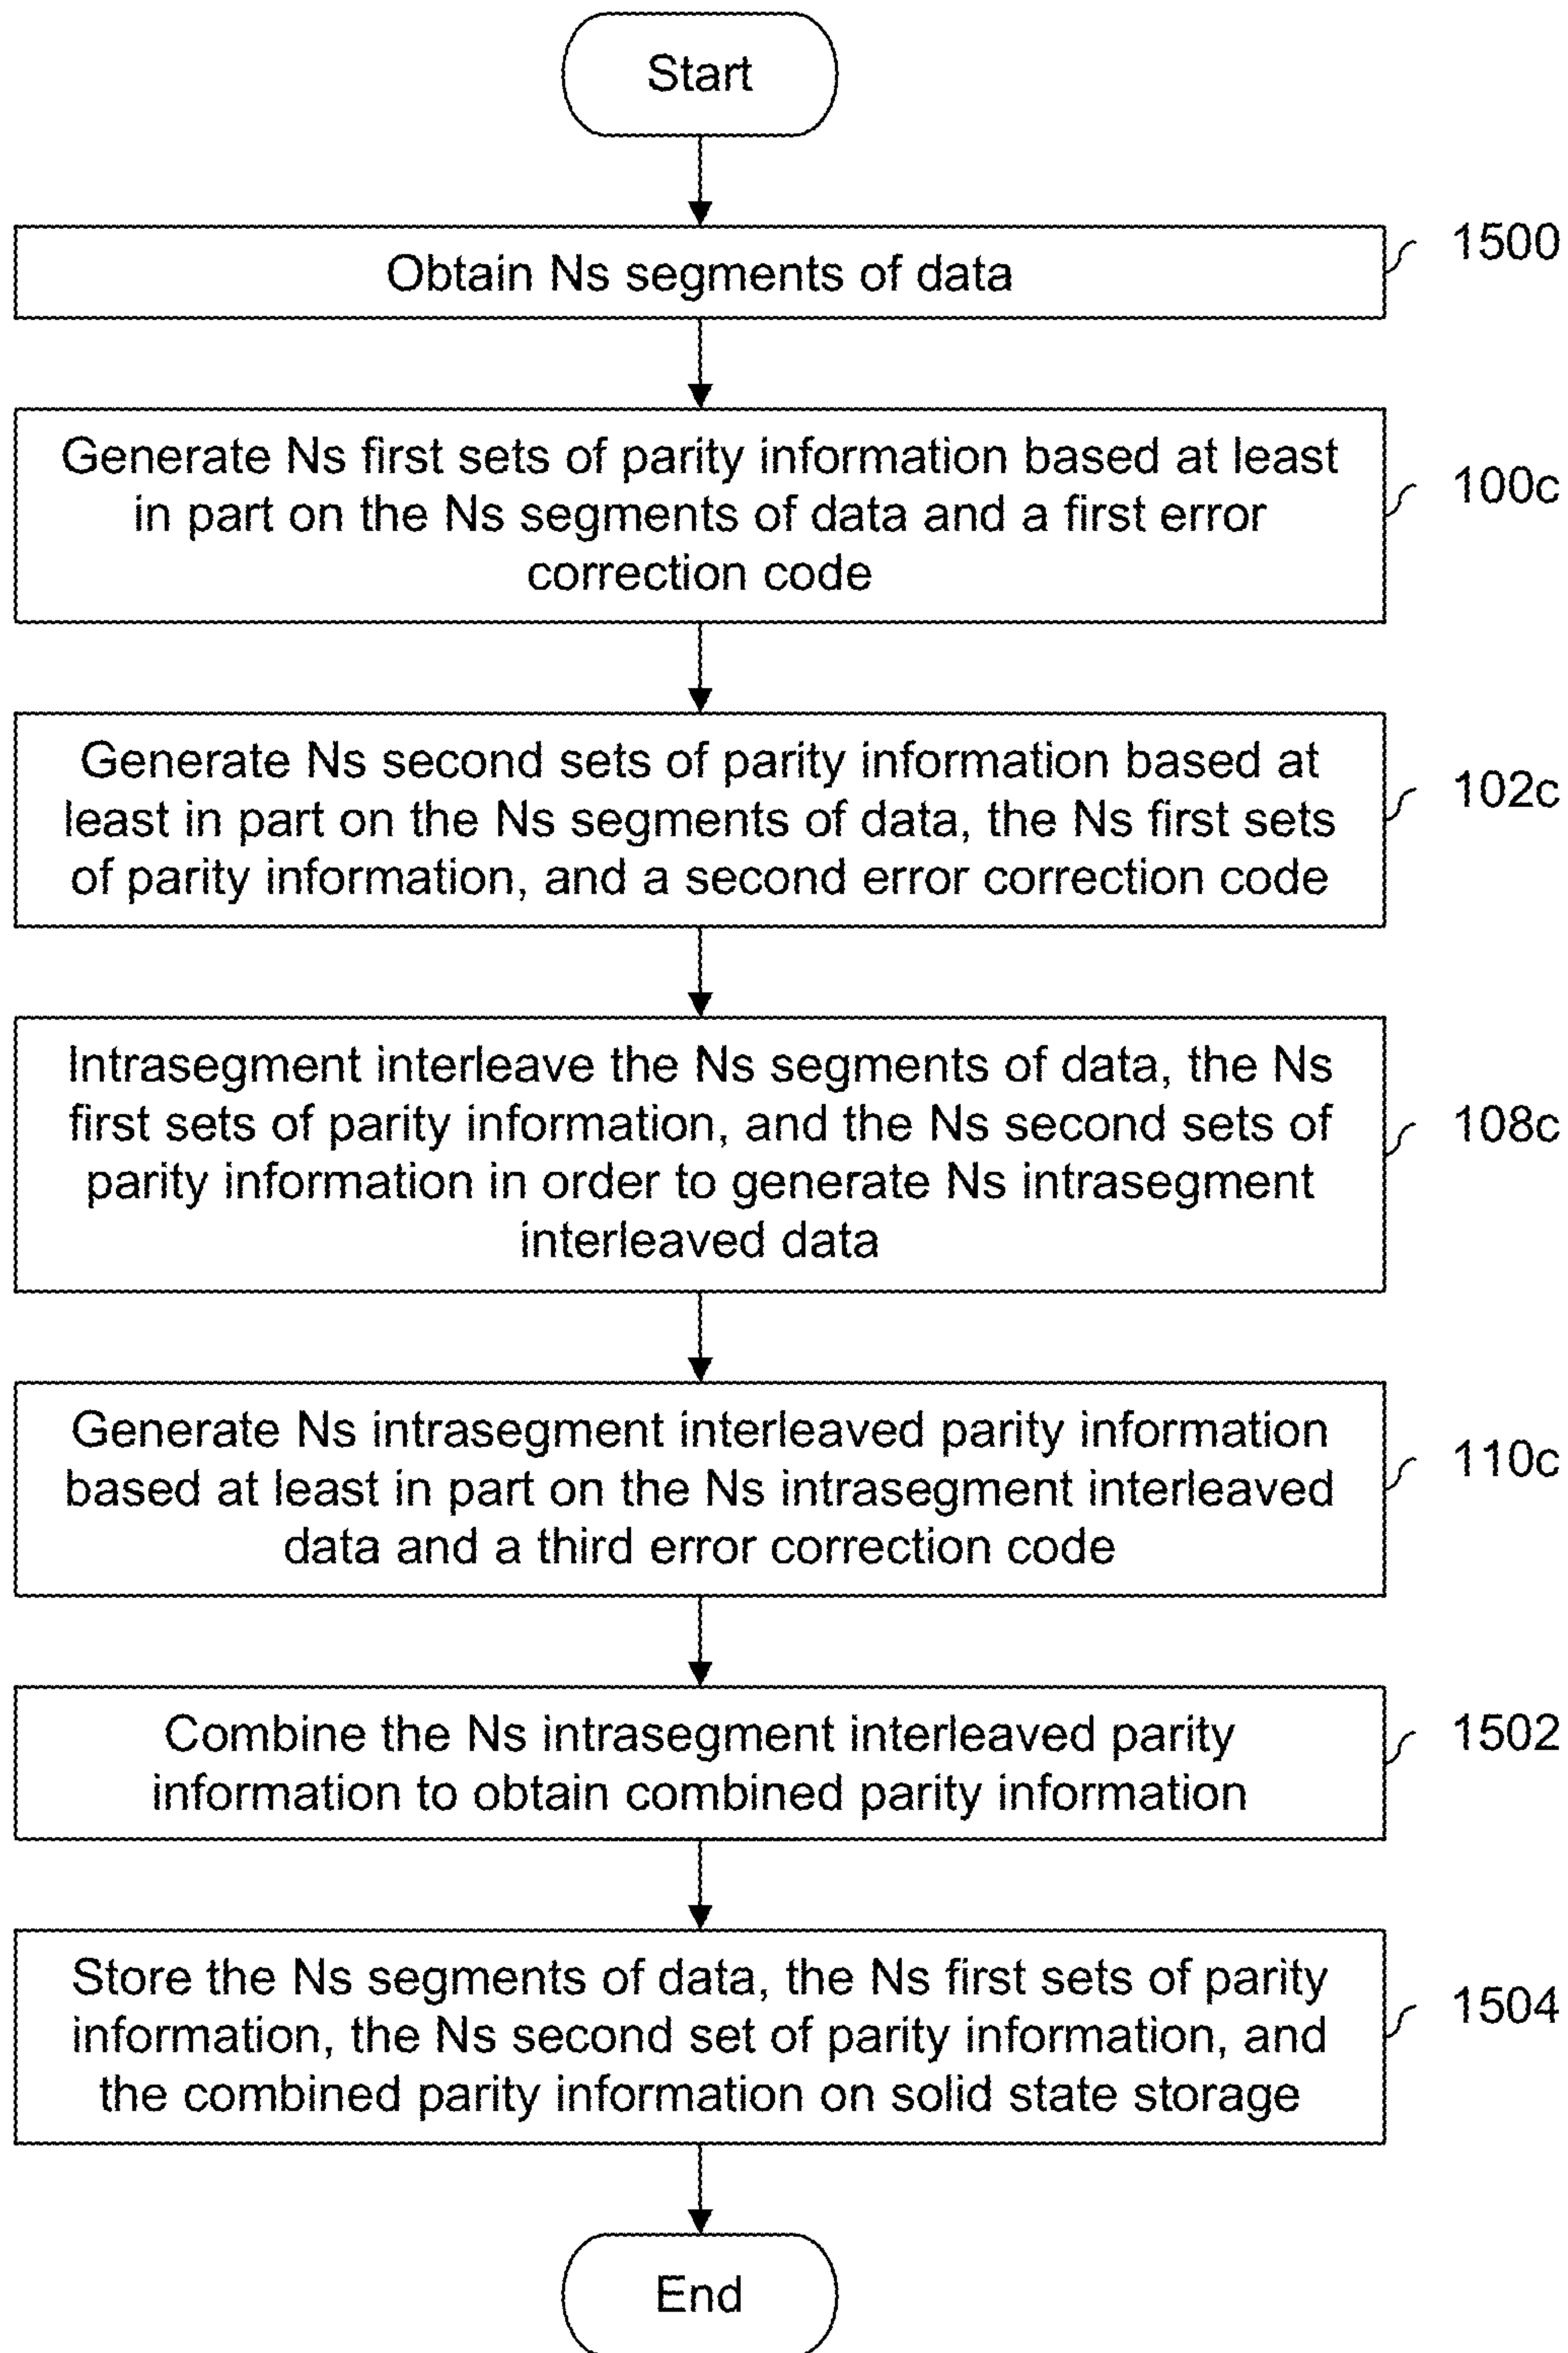 Start
Obtain Ns segments of data
1500
Generate Ns first sets of parity information based at least
in part on the Ns segments of data and a first error
correction code
100c
Generate Ns second sets of parity information based at
least in part on the Ns segments of data, the Ns first sets
of parity information, and a second error correction code
102c
Intrasegment interleave the Ns segments of data, the Ns
first sets of parity information, and the Ns second sets of
parity information in order to generate Ns intrasegment
interleaved data
108c
Generate Ns intrasegment interleaved parity information
based at least in part on the Ns intrasegment interleaved
data and a third error correction code
110c
Combine the Ns intrasegment interleaved parity
information to obtain combined parity information
1502
Store the Ns segments of data, the Ns first sets of parity
information, the Ns second set of parity information, and
the combined parity information on solid state storage
1504
End